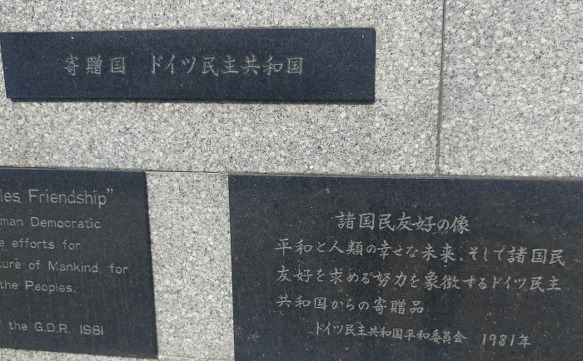 寄贈国 ドイツ民主共和国
les Friendship"
man Democratic
e efforts for
ture of Mankind, for
the Peoples.
the G.D.R. 1981
諸国民友好の像
平和と人類の幸せな未来、そして諸国民
友好を求める努力を象徴するドイツ民主
共和国からの寄贈品
ドイツ民主共和国平和委員会 1981年